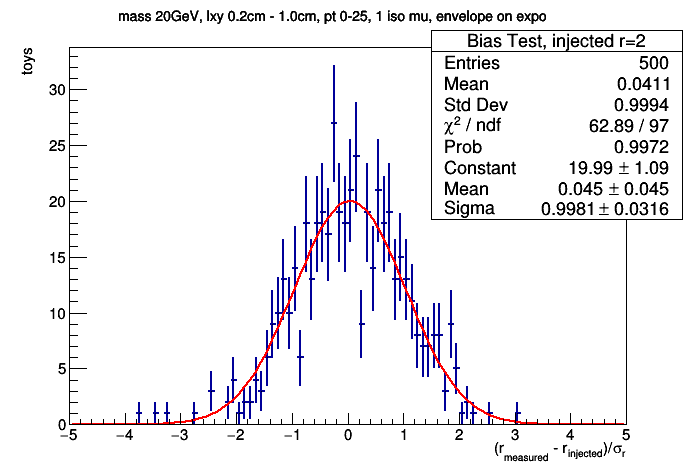 mass 20GeV, lxy 0.2cm - 1.0cm, pt 0-25, 1 iso mu, envelope on expo
Bias Test, injected r=2
Entries 500
Mean 0.0411
Std Dev 0.9994
χ² / ndf 62.89 / 97
Prob 0.9972
Constant 19.99 ± 1.09
Mean 0.045 ± 0.045
Sigma 0.9981 ± 0.0316
toys
30
25
20
15
10
5
0
−5 −4 −3 −2 −1 0 1 2 3 4 5
(r_measured - r_injected)/σ_r